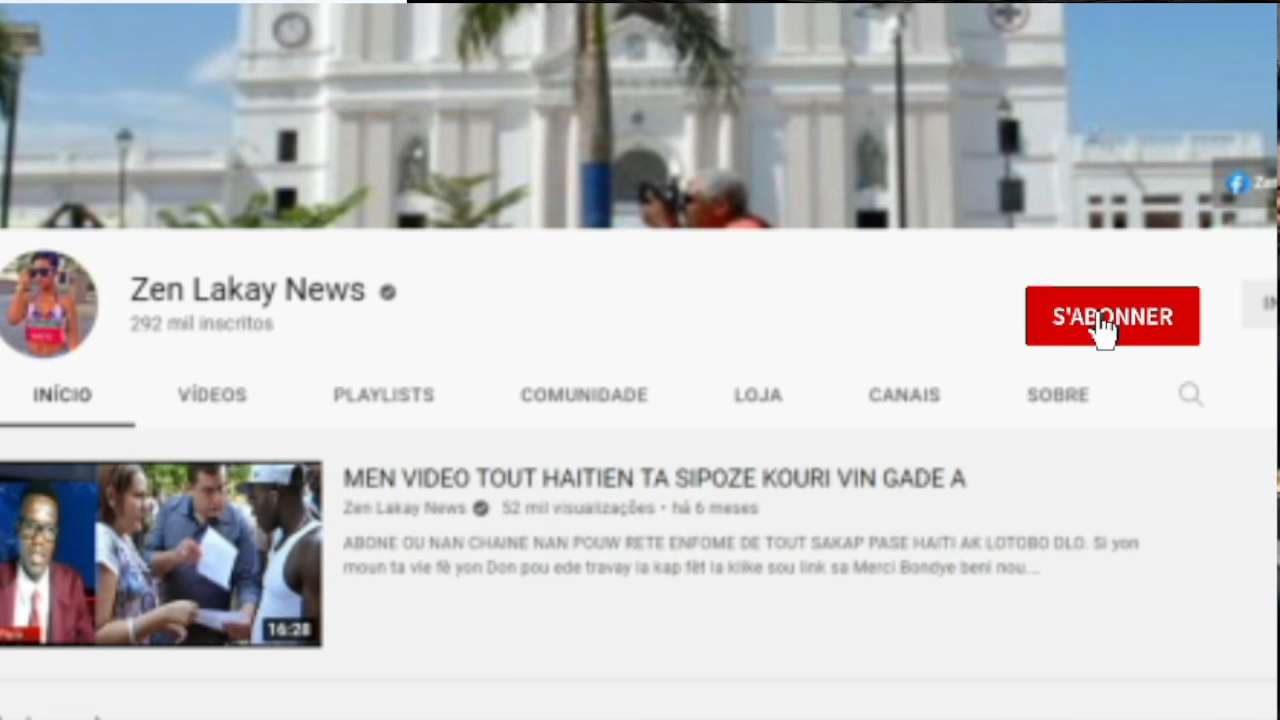 Zen Lakay News
292 mil inscritos
S'ABONNER
INÍCIO VÍDEOS PLAYLISTS COMUNIDADE LOJA CANAIS SOBRE
MEN VIDEO TOUT HAITIEN TA SIPOZE KOURI VIN GADE A
Zen Lakay News 52 mil visualizações • há 6 meses
ABONE OU NAN CHAINE NAN POUW RETE ENFOME DE TOUT SAKAP PASE HAITI AK LOTOBO DLO. Si yon
moun ta vie fè yon Don pou ede travay la kap fèt la klike sou link sa Merci Bondye beni nou...
16:28